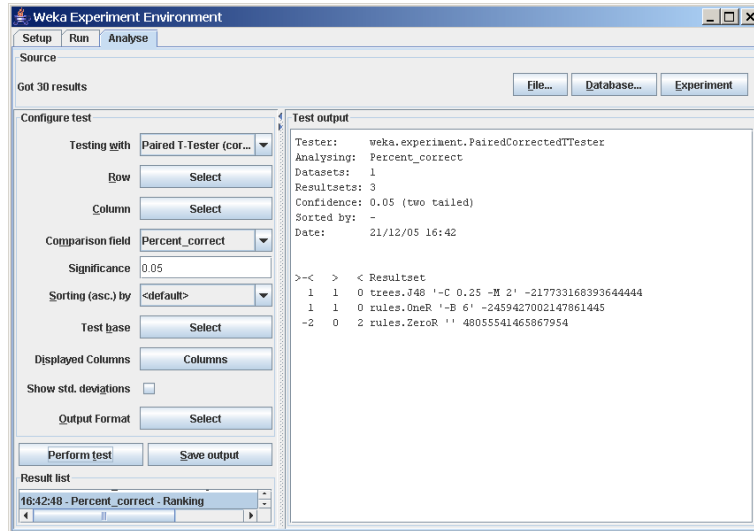 Weka Experiment Environment
Setup Run Analyse
Source
Got 30 results
File... Database... Experiment
Configure test
Testing with Paired T-Tester (cor...
Row Select
Column Select
Comparison field Percent_correct
Significance 0.05
Sorting (asc.) by <default>
Test base Select
Displayed Columns Columns
Show std. deviations
Output Format Select
Perform test Save output
Result list
16:42:48 - Percent_correct - Ranking
Test output
Tester: weka.experiment.PairedCorrectedTTester
Analysing: Percent_correct
Datasets: 1
Resultsets: 3
Confidence: 0.05 (two tailed)
Sorted by: -
Date: 21/12/05 16:42
>-< > < Resultset
1 1 0 trees.J48 '-C 0.25 -M 2' -217733168393644444
1 1 0 rules.OneR '-B 6' -2459427002147861445
-2 0 2 rules.ZeroR '' 48055541465867954